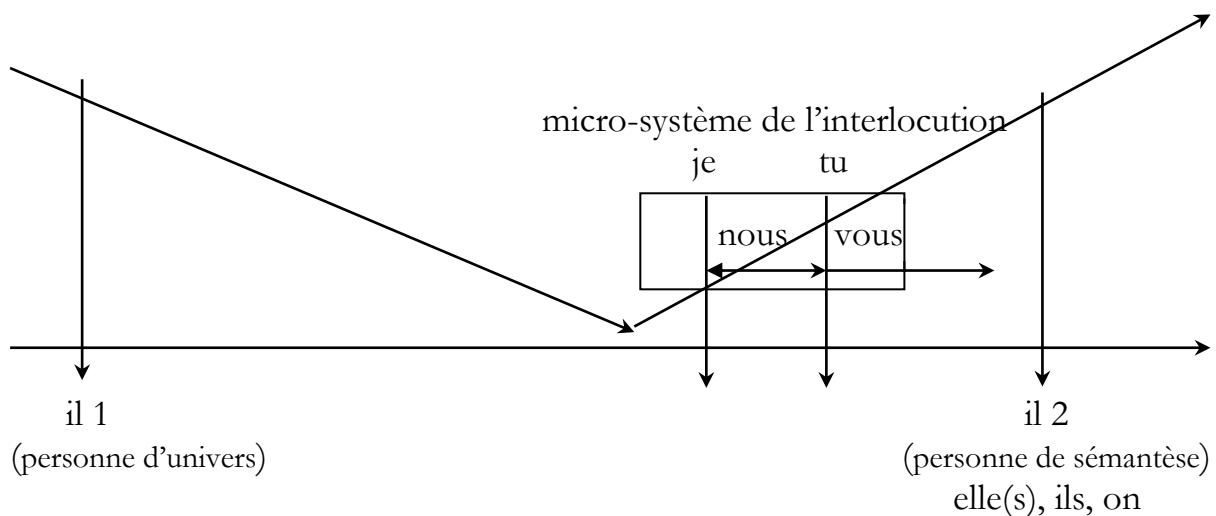 micro-système de l’interlocution
je tu
nous vous
il 1 il 2
(personne d’univers) (personne de sémantèse)
elle(s), ils, on